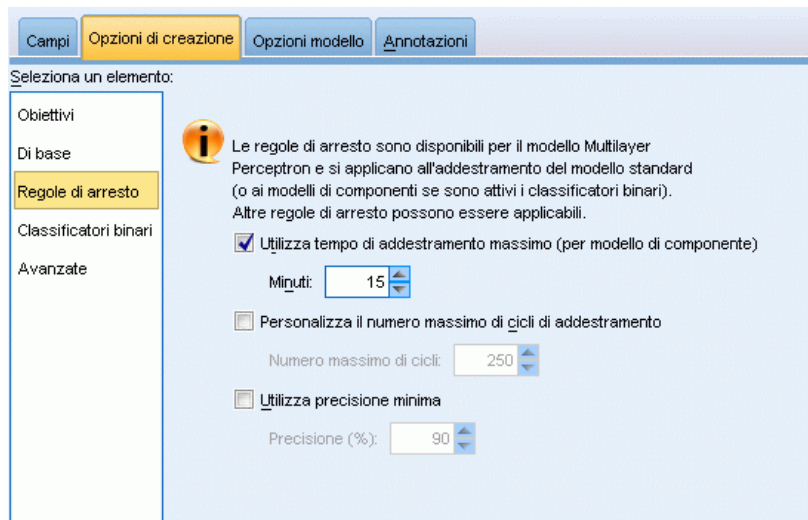 Campi
Opzioni di creazione
Opzioni modello
Annotazioni
Seleziona un elemento:
Obiettivi
Di base
Regole di arresto
Classificatori binari
Avanzate
Le regole di arresto sono disponibili per il modello Multilayer
Perceptron e si applicano all'addestramento del modello standard
(o ai modelli di componenti se sono attivi i classificatori binari).
Altre regole di arresto possono essere applicabili.
Utilizza tempo di addestramento massimo (per modello di componente)
Minuti: 15
Personalizza il numero massimo di cicli di addestramento
Numero massimo di cicli: 250
Utilizza precisione minima
Precisione (%): 90